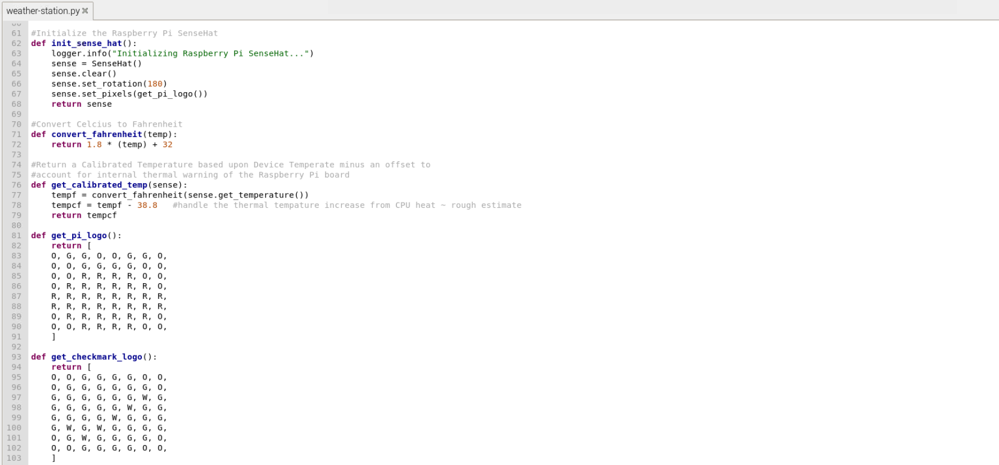 weather-station.py
60
61 #Initialize the Raspberry Pi SenseHat
62 def init_sense_hat():
63     logger.info("Initializing Raspberry Pi SenseHat...")
64     sense = SenseHat()
65     sense.clear()
66     sense.set_rotation(180)
67     sense.set_pixels(get_pi_logo())
68     return sense
69
70 #Convert Celcius to Fahrenheit
71 def convert_fahrenheit(temp):
72     return 1.8 * (temp) + 32
73
74 #Return a Calibrated Temperature based upon Device Temperate minus an offset to
75 #account for internal thermal warning of the Raspberry Pi board
76 def get_calibrated_temp(sense):
77     tempf = convert_fahrenheit(sense.get_temperature())
78     tempcf = tempf - 38.8   #handle the thermal tempature increase from CPU heat ~ rough estimate
79     return tempcf
80
81 def get_pi_logo():
82     return [
83     O, G, G, O, O, G, G, O,
84     O, O, G, G, G, G, O, O,
85     O, O, R, R, R, R, O, O,
86     O, R, R, R, R, R, R, O,
87     R, R, R, R, R, R, R, R,
88     R, R, R, R, R, R, R, R,
89     O, R, R, R, R, R, R, O,
90     O, O, R, R, R, R, O, O,
91     ]
92
93 def get_checkmark_logo():
94     return [
95     O, O, G, G, G, G, O, O,
96     O, G, G, G, G, G, G, O,
97     G, G, G, G, G, G, W, G,
98     G, G, G, G, G, W, G, G,
99     G, G, G, G, W, G, G, G,
100     G, W, G, W, G, G, G, G,
101     O, G, W, G, G, G, G, O,
102     O, O, G, G, G, G, O, O,
103     ]